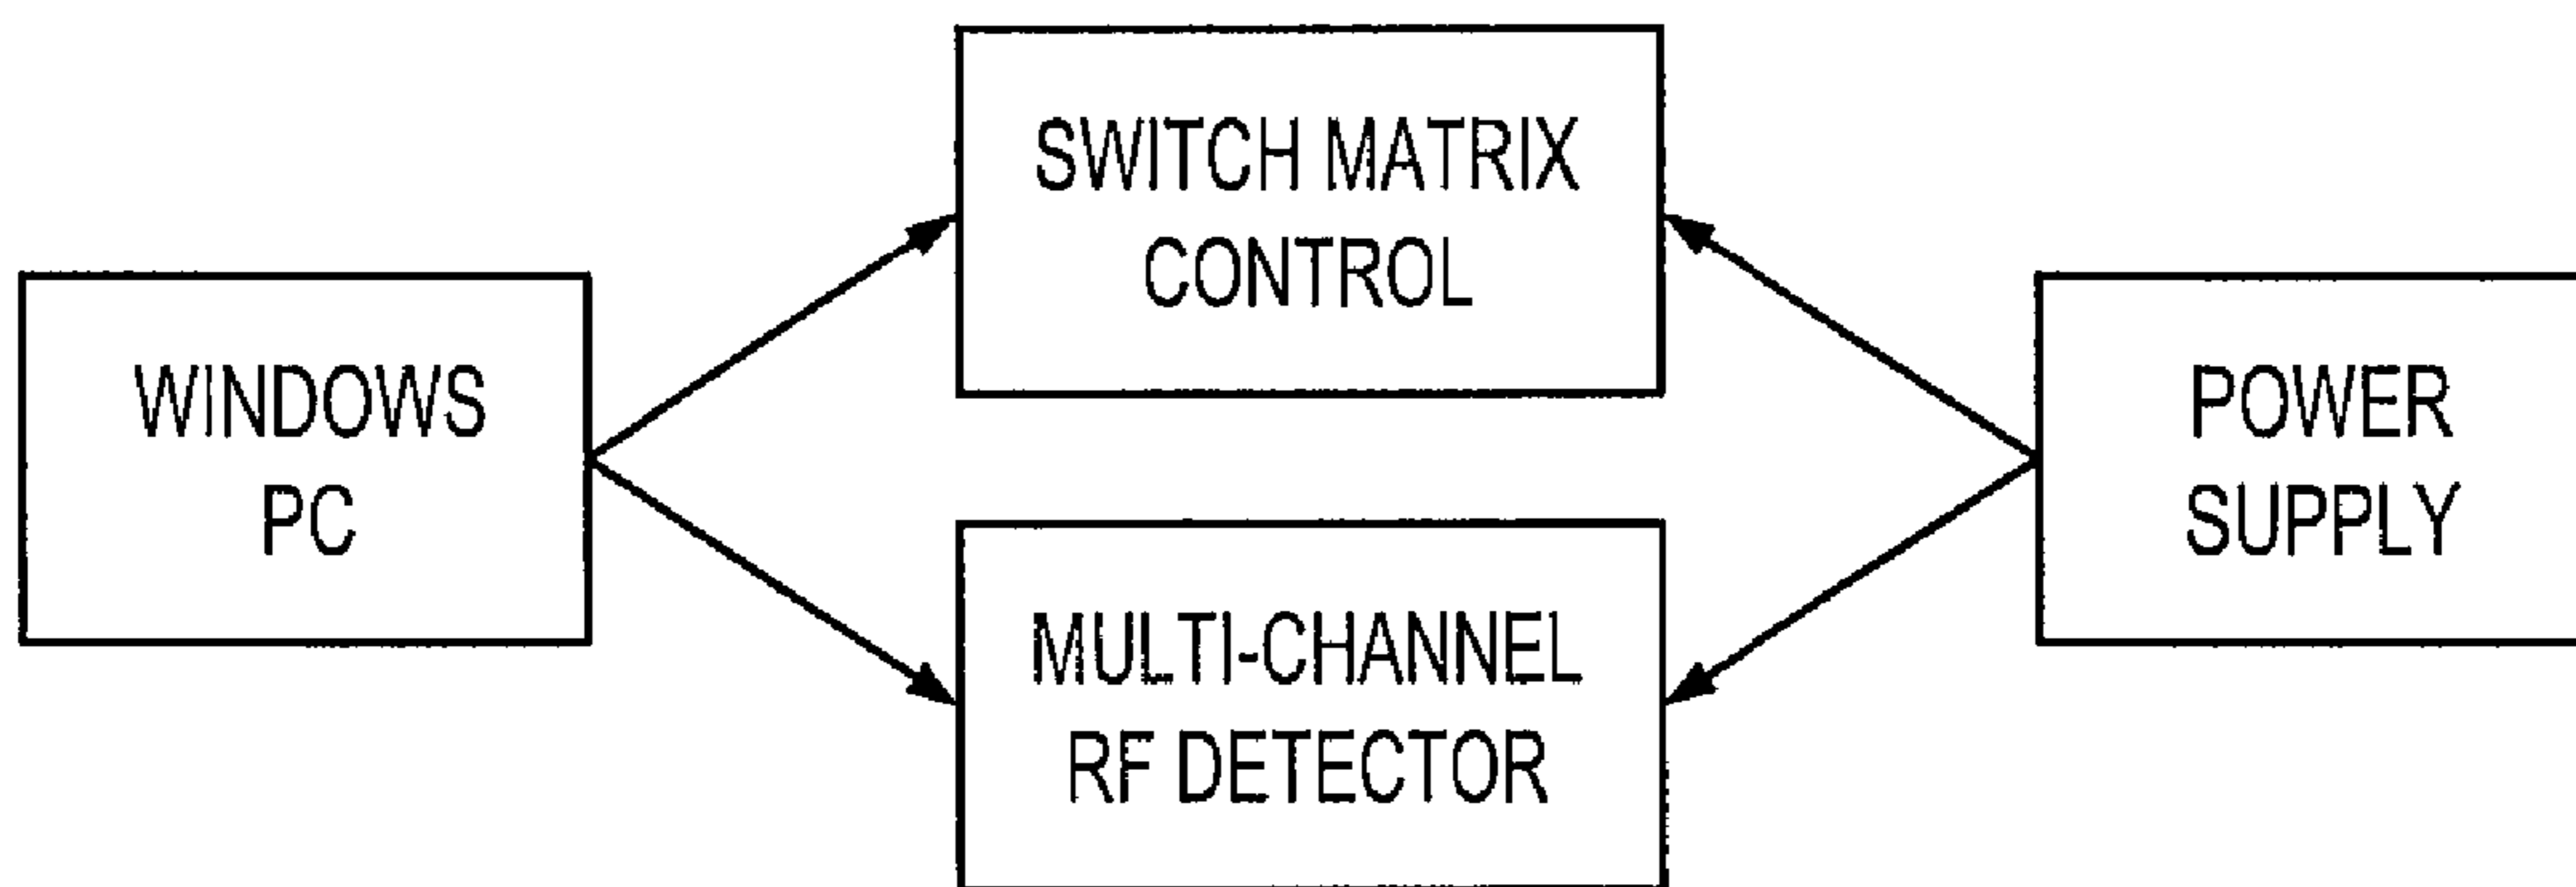 SWITCH MATRIX
CONTROL
WINDOWS
PC
POWER
SUPPLY
MULTI-CHANNEL
RF DETECTOR